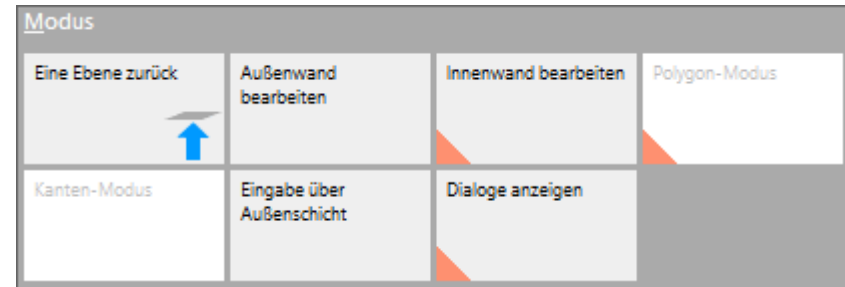 Modus
Eine Ebene zurück
Außenwand
bearbeiten
Innenwand bearbeiten
Polygon-Modus
Kanten-Modus
Eingabe über
Außenschicht
Dialoge anzeigen